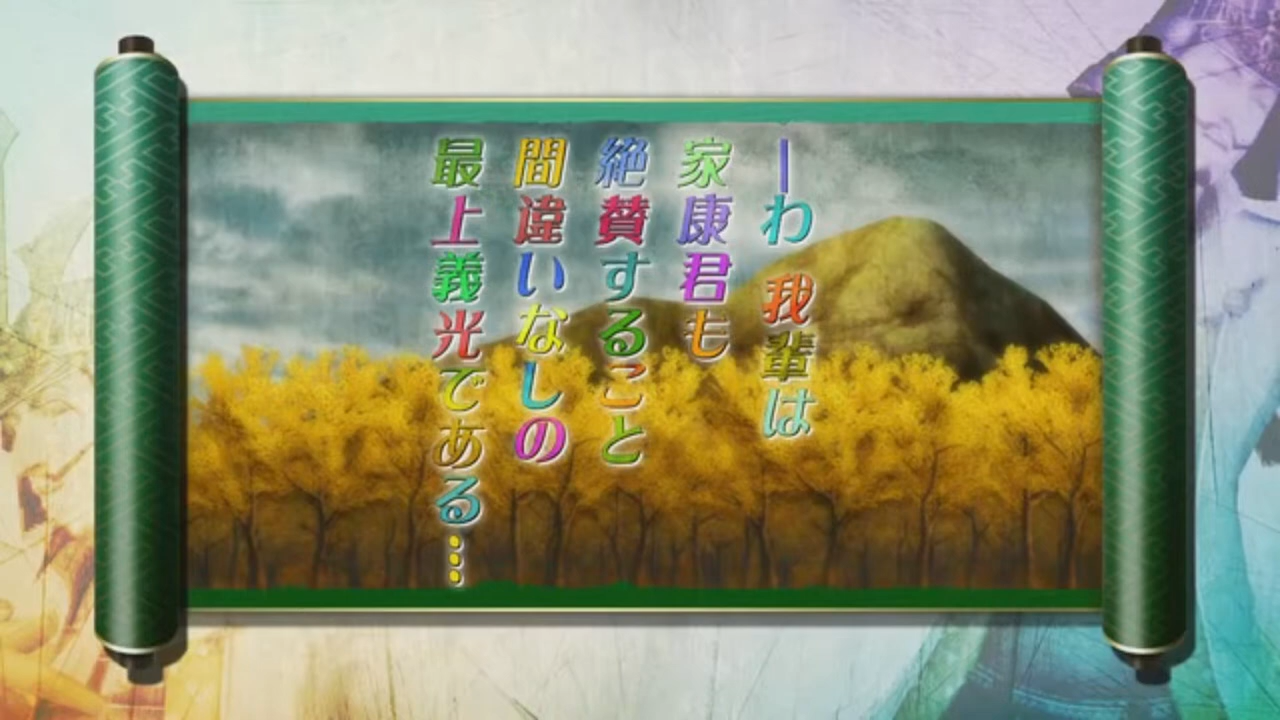 ―わ 我輩は
家康君も
絶賛すること
間違いなしの
最上義光である…